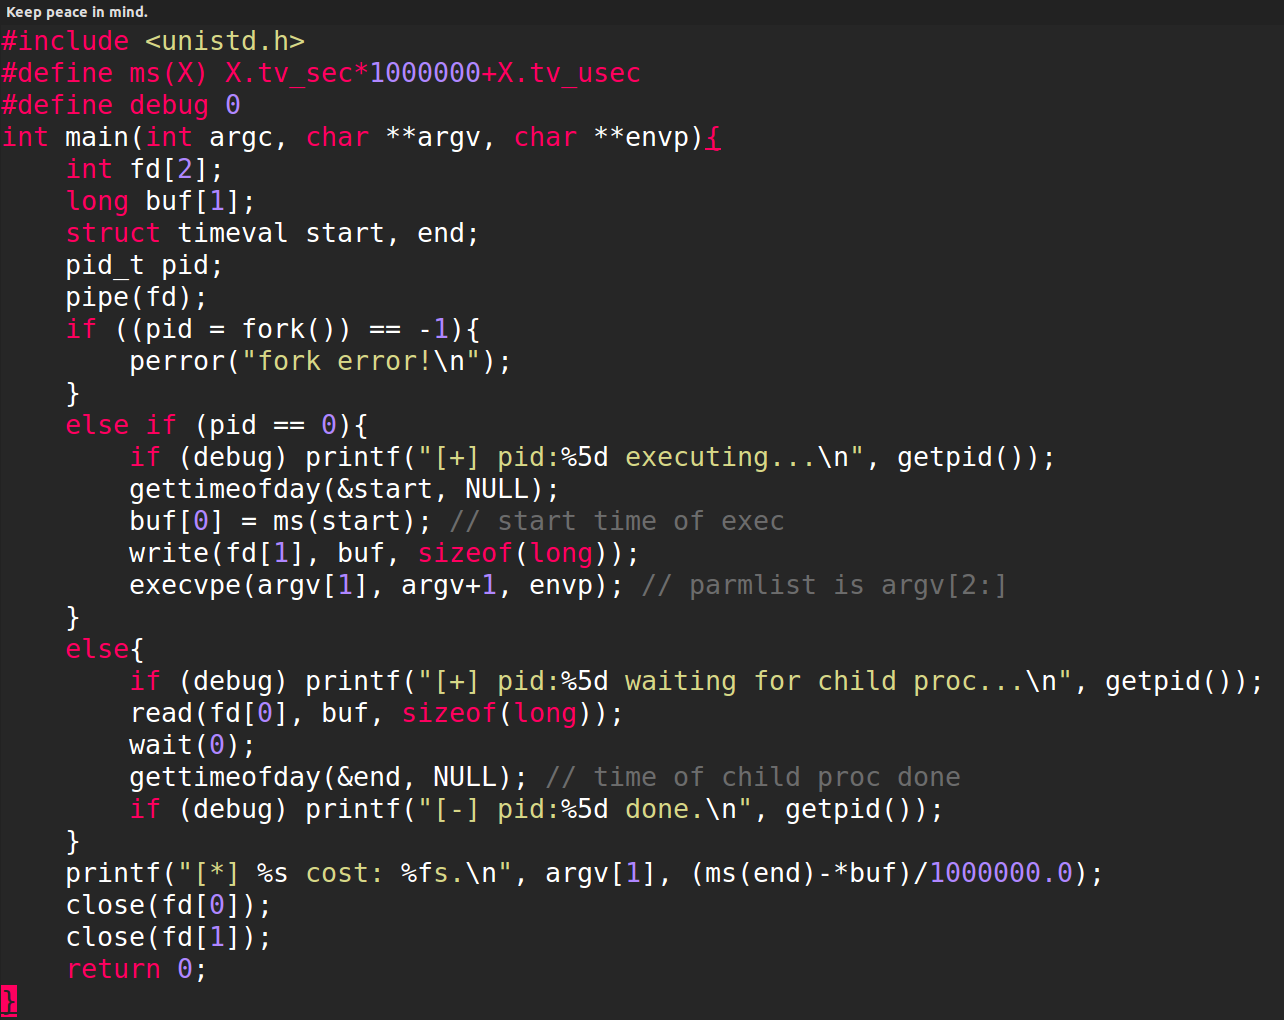 Keep peace in mind.
#include <unistd.h>
#define ms(X) X.tv_sec*1000000+X.tv_usec
#define debug 0
int main(int argc, char **argv, char **envp){
    int fd[2];
    long buf[1];
    struct timeval start, end;
    pid_t pid;
    pipe(fd);
    if ((pid = fork()) == -1){
        perror("fork error!\n");
    }
    else if (pid == 0){
        if (debug) printf("[+] pid:%5d executing...\n", getpid());
        gettimeofday(&start, NULL);
        buf[0] = ms(start); // start time of exec
        write(fd[1], buf, sizeof(long));
        execvpe(argv[1], argv+1, envp); // parmlist is argv[2:]
    }
    else{
        if (debug) printf("[+] pid:%5d waiting for child proc...\n", getpid());
        read(fd[0], buf, sizeof(long));
        wait(0);
        gettimeofday(&end, NULL); // time of child proc done
        if (debug) printf("[-] pid:%5d done.\n", getpid());
    }
    printf("[*] %s cost: %fs.\n", argv[1], (ms(end)-*buf)/1000000.0);
    close(fd[0]);
    close(fd[1]);
    return 0;
}